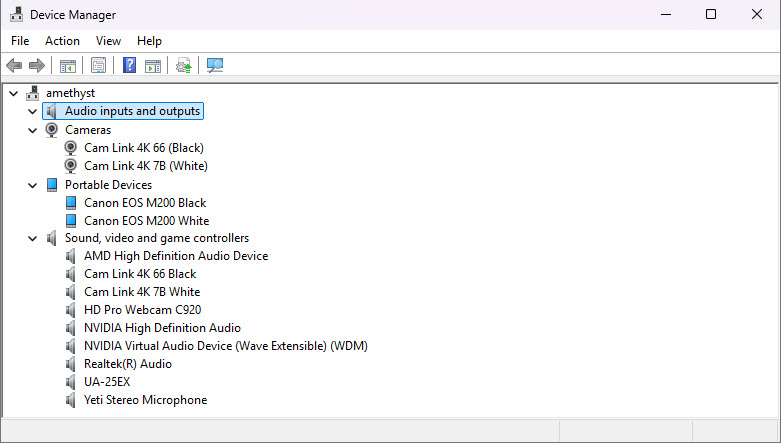 Device Manager
File Action View Help
amethyst
Audio inputs and outputs
Cameras
Cam Link 4K 66 (Black)
Cam Link 4K 7B (White)
Portable Devices
Canon EOS M200 Black
Canon EOS M200 White
Sound, video and game controllers
AMD High Definition Audio Device
Cam Link 4K 66 Black
Cam Link 4K 7B White
HD Pro Webcam C920
NVIDIA High Definition Audio
NVIDIA Virtual Audio Device (Wave Extensible) (WDM)
Realtek(R) Audio
UA-25EX
Yeti Stereo Microphone